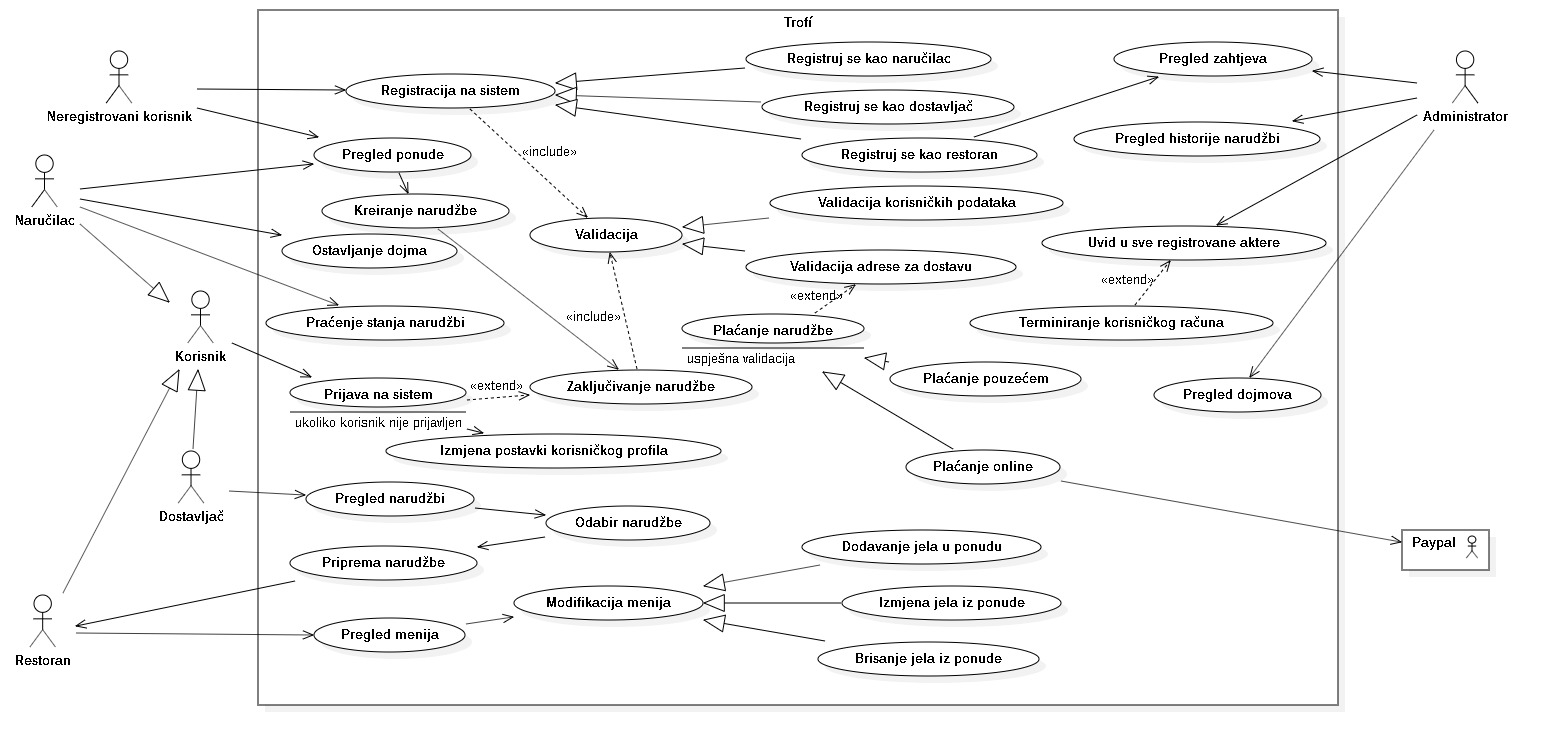 Trofí
Neregistrovani korisnik
Naručilac
Korisnik
Dostavljač
Restoran
Administrator
Paypal
Registracija na sistem
Registruj se kao naručilac
Registruj se kao dostavljač
Registruj se kao restoran
Pregled zahtjeva
Pregled historije narudžbi
Pregled ponude
«include»
Kreiranje narudžbe
Ostavljanje dojma
Validacija
Validacija korisničkih podataka
Validacija adrese za dostavu
Uvid u sve registrovane aktere
«extend»
«extend»
Praćenje stanja narudžbi
«include»
Plaćanje narudžbe
uspješna validacija
Terminiranje korisničkog računa
Prijava na sistem
ukoliko korisnik nije prijavljen
«extend»
Zaključivanje narudžbe
Plaćanje pouzećem
Pregled dojmova
Izmjena postavki korisničkog profila
Plaćanje online
Pregled narudžbi
Odabir narudžbe
Priprema narudžbe
Dodavanje jela u ponudu
Modifikacija menija
Izmjena jela iz ponude
Pregled menija
Brisanje jela iz ponude